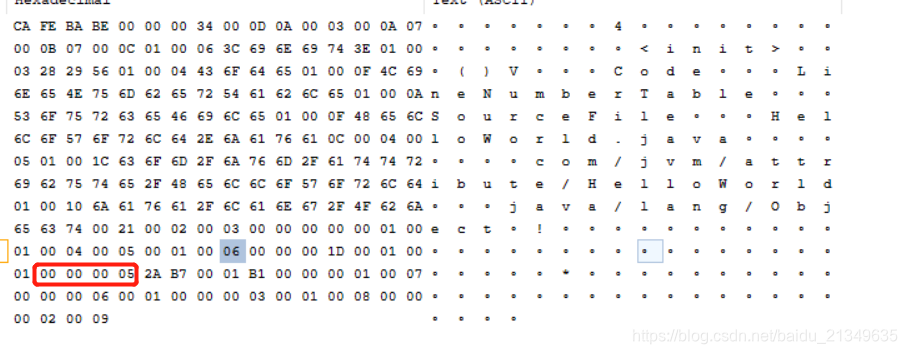 Hexadecimal Text (ASCII)
CA FE BA BE 00 00 00 34 00 0D 0A 00 03 00 0A 07 ∘ ∘ ∘ ∘ ∘ ∘ ∘ 4 ∘ ∘ ∘ ∘ ∘ ∘ ∘ ∘
00 0B 07 00 0C 01 00 06 3C 69 6E 69 74 3E 01 00 ∘ ∘ ∘ ∘ ∘ ∘ ∘ ∘ < i n i t > ∘ ∘
03 28 29 56 01 00 04 43 6F 64 65 01 00 0F 4C 69 ∘ ( ) V ∘ ∘ ∘ C o d e ∘ ∘ ∘ L i
6E 65 4E 75 6D 62 65 72 54 61 62 6C 65 01 00 0A n e N u m b e r T a b l e ∘ ∘ ∘
53 6F 75 72 63 65 46 69 6C 65 01 00 0F 48 65 6C S o u r c e F i l e ∘ ∘ ∘ H e l
6C 6F 57 6F 72 6C 64 2E 6A 61 76 61 0C 00 04 00 l o W o r l d . j a v a ∘ ∘ ∘ ∘
05 01 00 1C 63 6F 6D 2F 6A 76 6D 2F 61 74 74 72 ∘ ∘ ∘ ∘ c o m / j v m / a t t r
69 62 75 74 65 2F 48 65 6C 6C 6F 57 6F 72 6C 64 i b u t e / H e l l o W o r l d
01 00 10 6A 61 76 61 2F 6C 61 6E 67 2F 4F 62 6A ∘ ∘ ∘ j a v a / l a n g / O b j
65 63 74 00 21 00 02 00 03 00 00 00 00 00 01 00 e c t ∘ ! ∘ ∘ ∘ ∘ ∘ ∘ ∘ ∘ ∘ ∘ ∘
01 00 04 00 05 00 01 00 06 00 00 00 1D 00 01 00 ∘ ∘ ∘ ∘ ∘ ∘ ∘ ∘ ∘ ∘ ∘ ∘ ∘ ∘ ∘ ∘
01 00 00 00 05 2A B7 00 01 B1 00 00 00 01 00 07 ∘ ∘ ∘ ∘ ∘ * ∘ ∘ ∘ ∘ ∘ ∘ ∘ ∘ ∘ ∘
00 00 00 06 00 01 00 00 00 03 00 01 00 08 00 00 ∘ ∘ ∘ ∘ ∘ ∘ ∘ ∘ ∘ ∘ ∘ ∘ ∘ ∘ ∘ ∘
00 02 00 09 ∘ ∘ ∘ ∘
https://blog.csdn.net/baidu_21349635